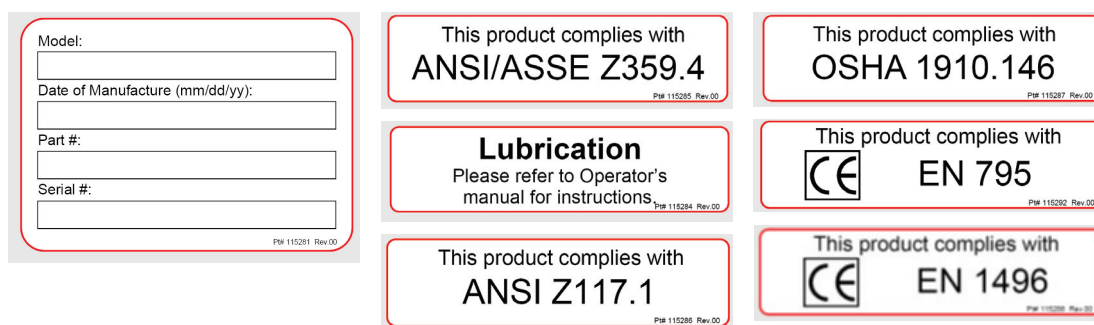 Model:
Date of Manufacture (mm/dd/yy):
Part #:
Serial #:
Pt# 115281 Rev.00
This product complies with
ANSI/ASSE Z359.4
Pt# 115285 Rev.00
Lubrication
Please refer to Operator's
manual for instructions.
Pt# 115284 Rev.00
This product complies with
ANSI Z117.1
Pt# 115286 Rev.00
This product complies with
OSHA 1910.146
Pt# 115287 Rev.00
This product complies with
CE EN 795
Pt# 115292 Rev.00
This product complies with
CE EN 1496
Pt# 115288 Rev.00